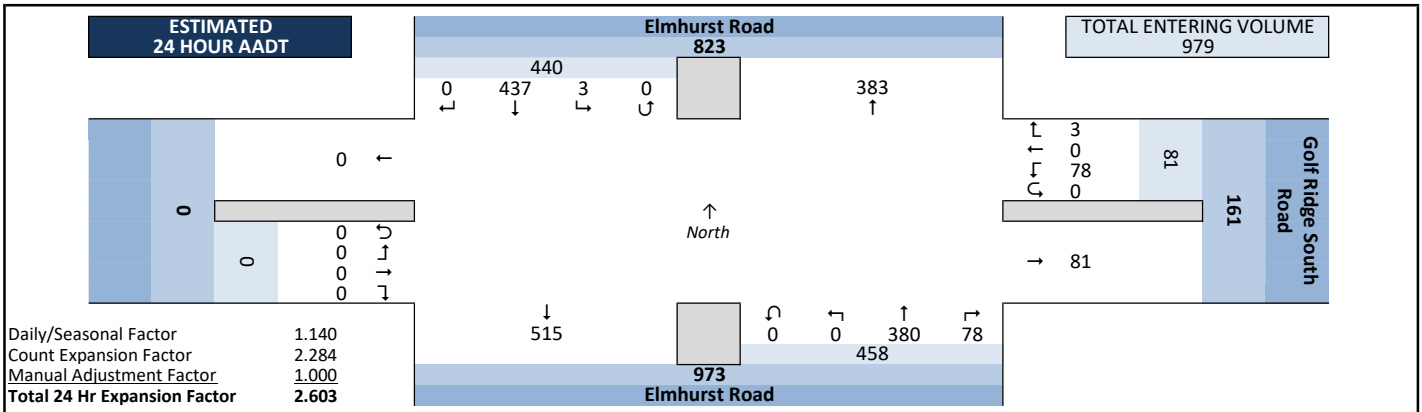 ESTIMATED
24 HOUR AADT
Elmhurst Road
823
TOTAL ENTERING VOLUME
979
440
0 437 3 0
↵ ↓ ↳ ↺
383
↑
0 ←
0
0
0 ↺
0 ↰
0 →
0 ↴
↑
North
↱ 3
← 0
↲ 78
↺ 0
81
161
Golf Ridge South
Road
→ 81
↓
515
↺ ↰ ↑ ↱
0 0 380 78
458
973
Elmhurst Road
Daily/Seasonal Factor 1.140
Count Expansion Factor 2.284
Manual Adjustment Factor 1.000
Total 24 Hr Expansion Factor 2.603